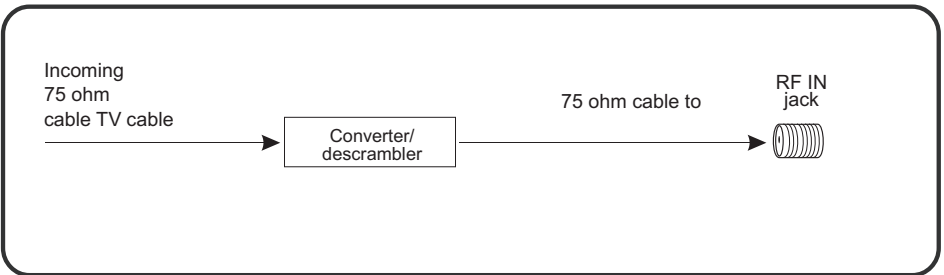 Incoming
75 ohm
cable TV cable
Converter/
descrambler
75 ohm cable to
RF IN
jack